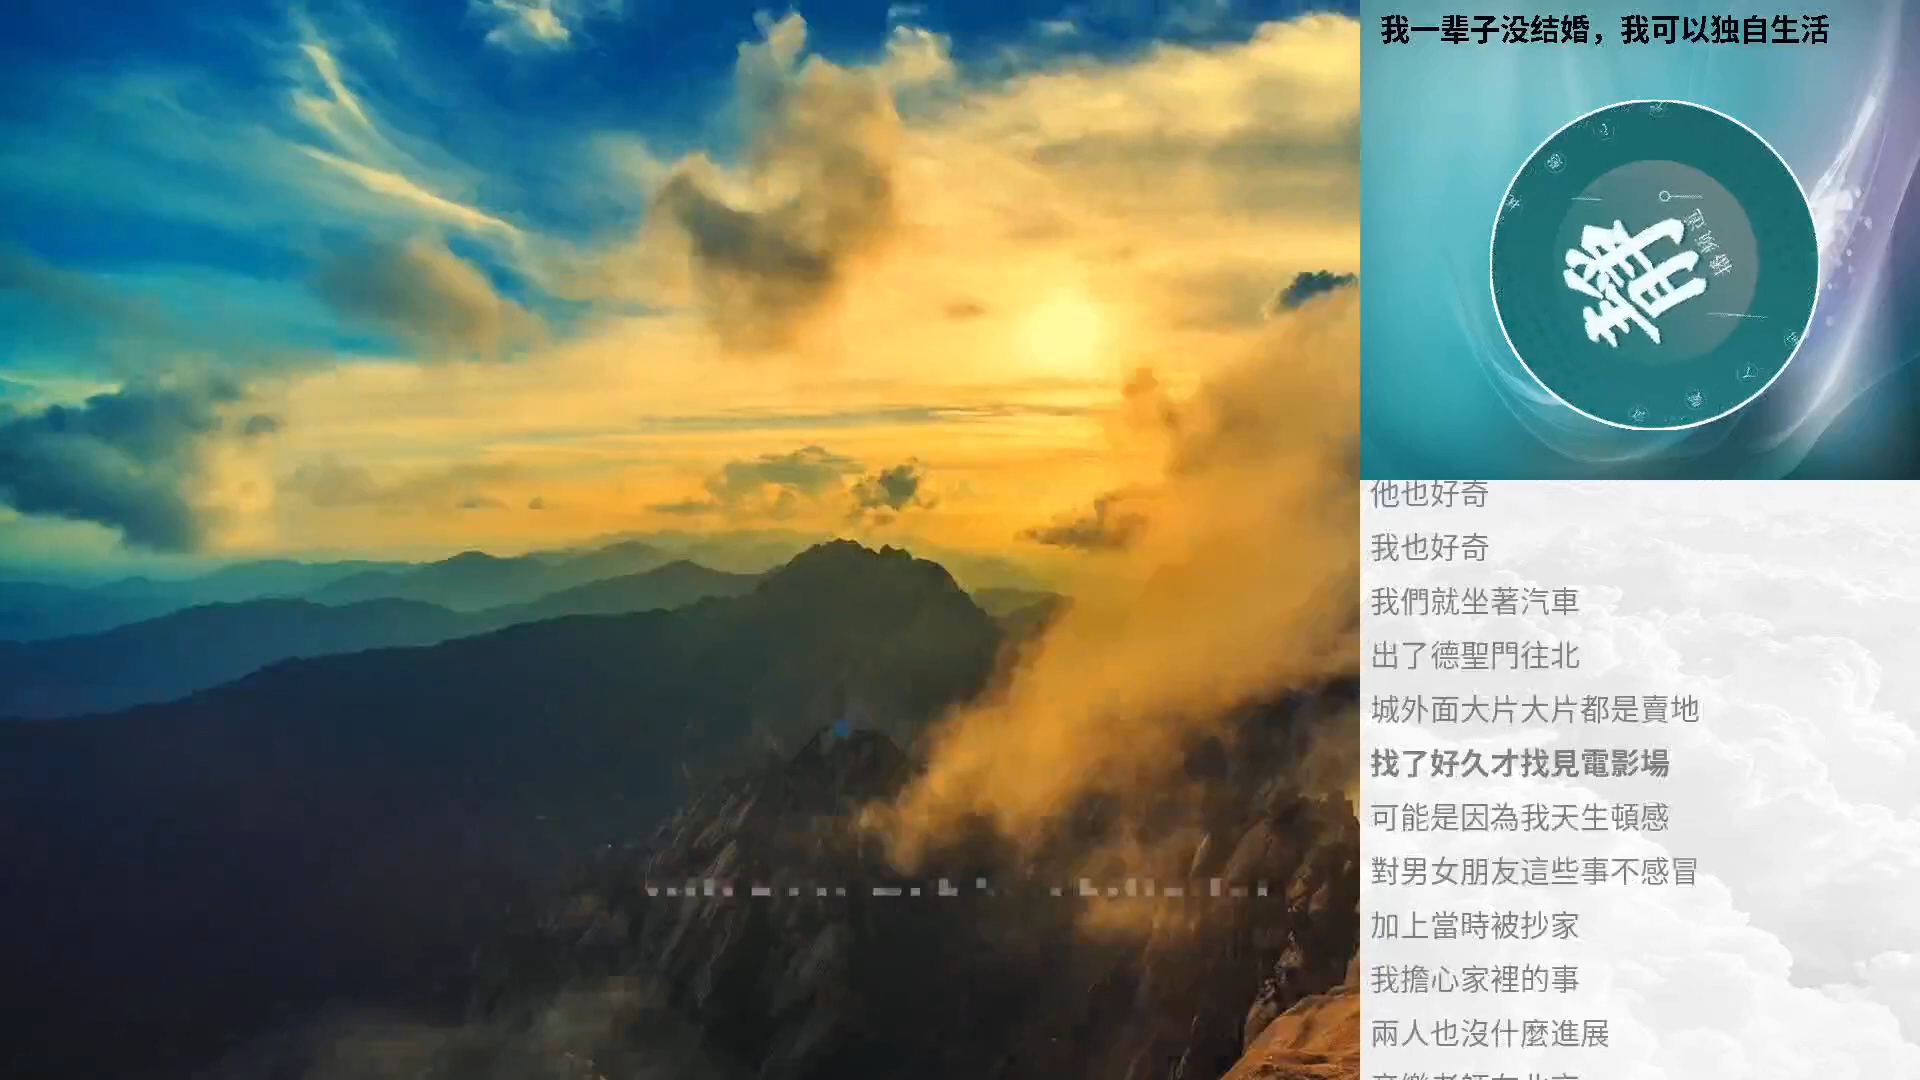 我一辈子没结婚，我可以独自生活
他也好奇
我也好奇
我們就坐著汽車
出了德聖門往北
城外面大片大片都是賣地
找了好久才找見電影場
可能是因為我天生頓感
對男女朋友這些事不感冒
加上當時被抄家
我擔心家裡的事
兩人也沒什麼進展